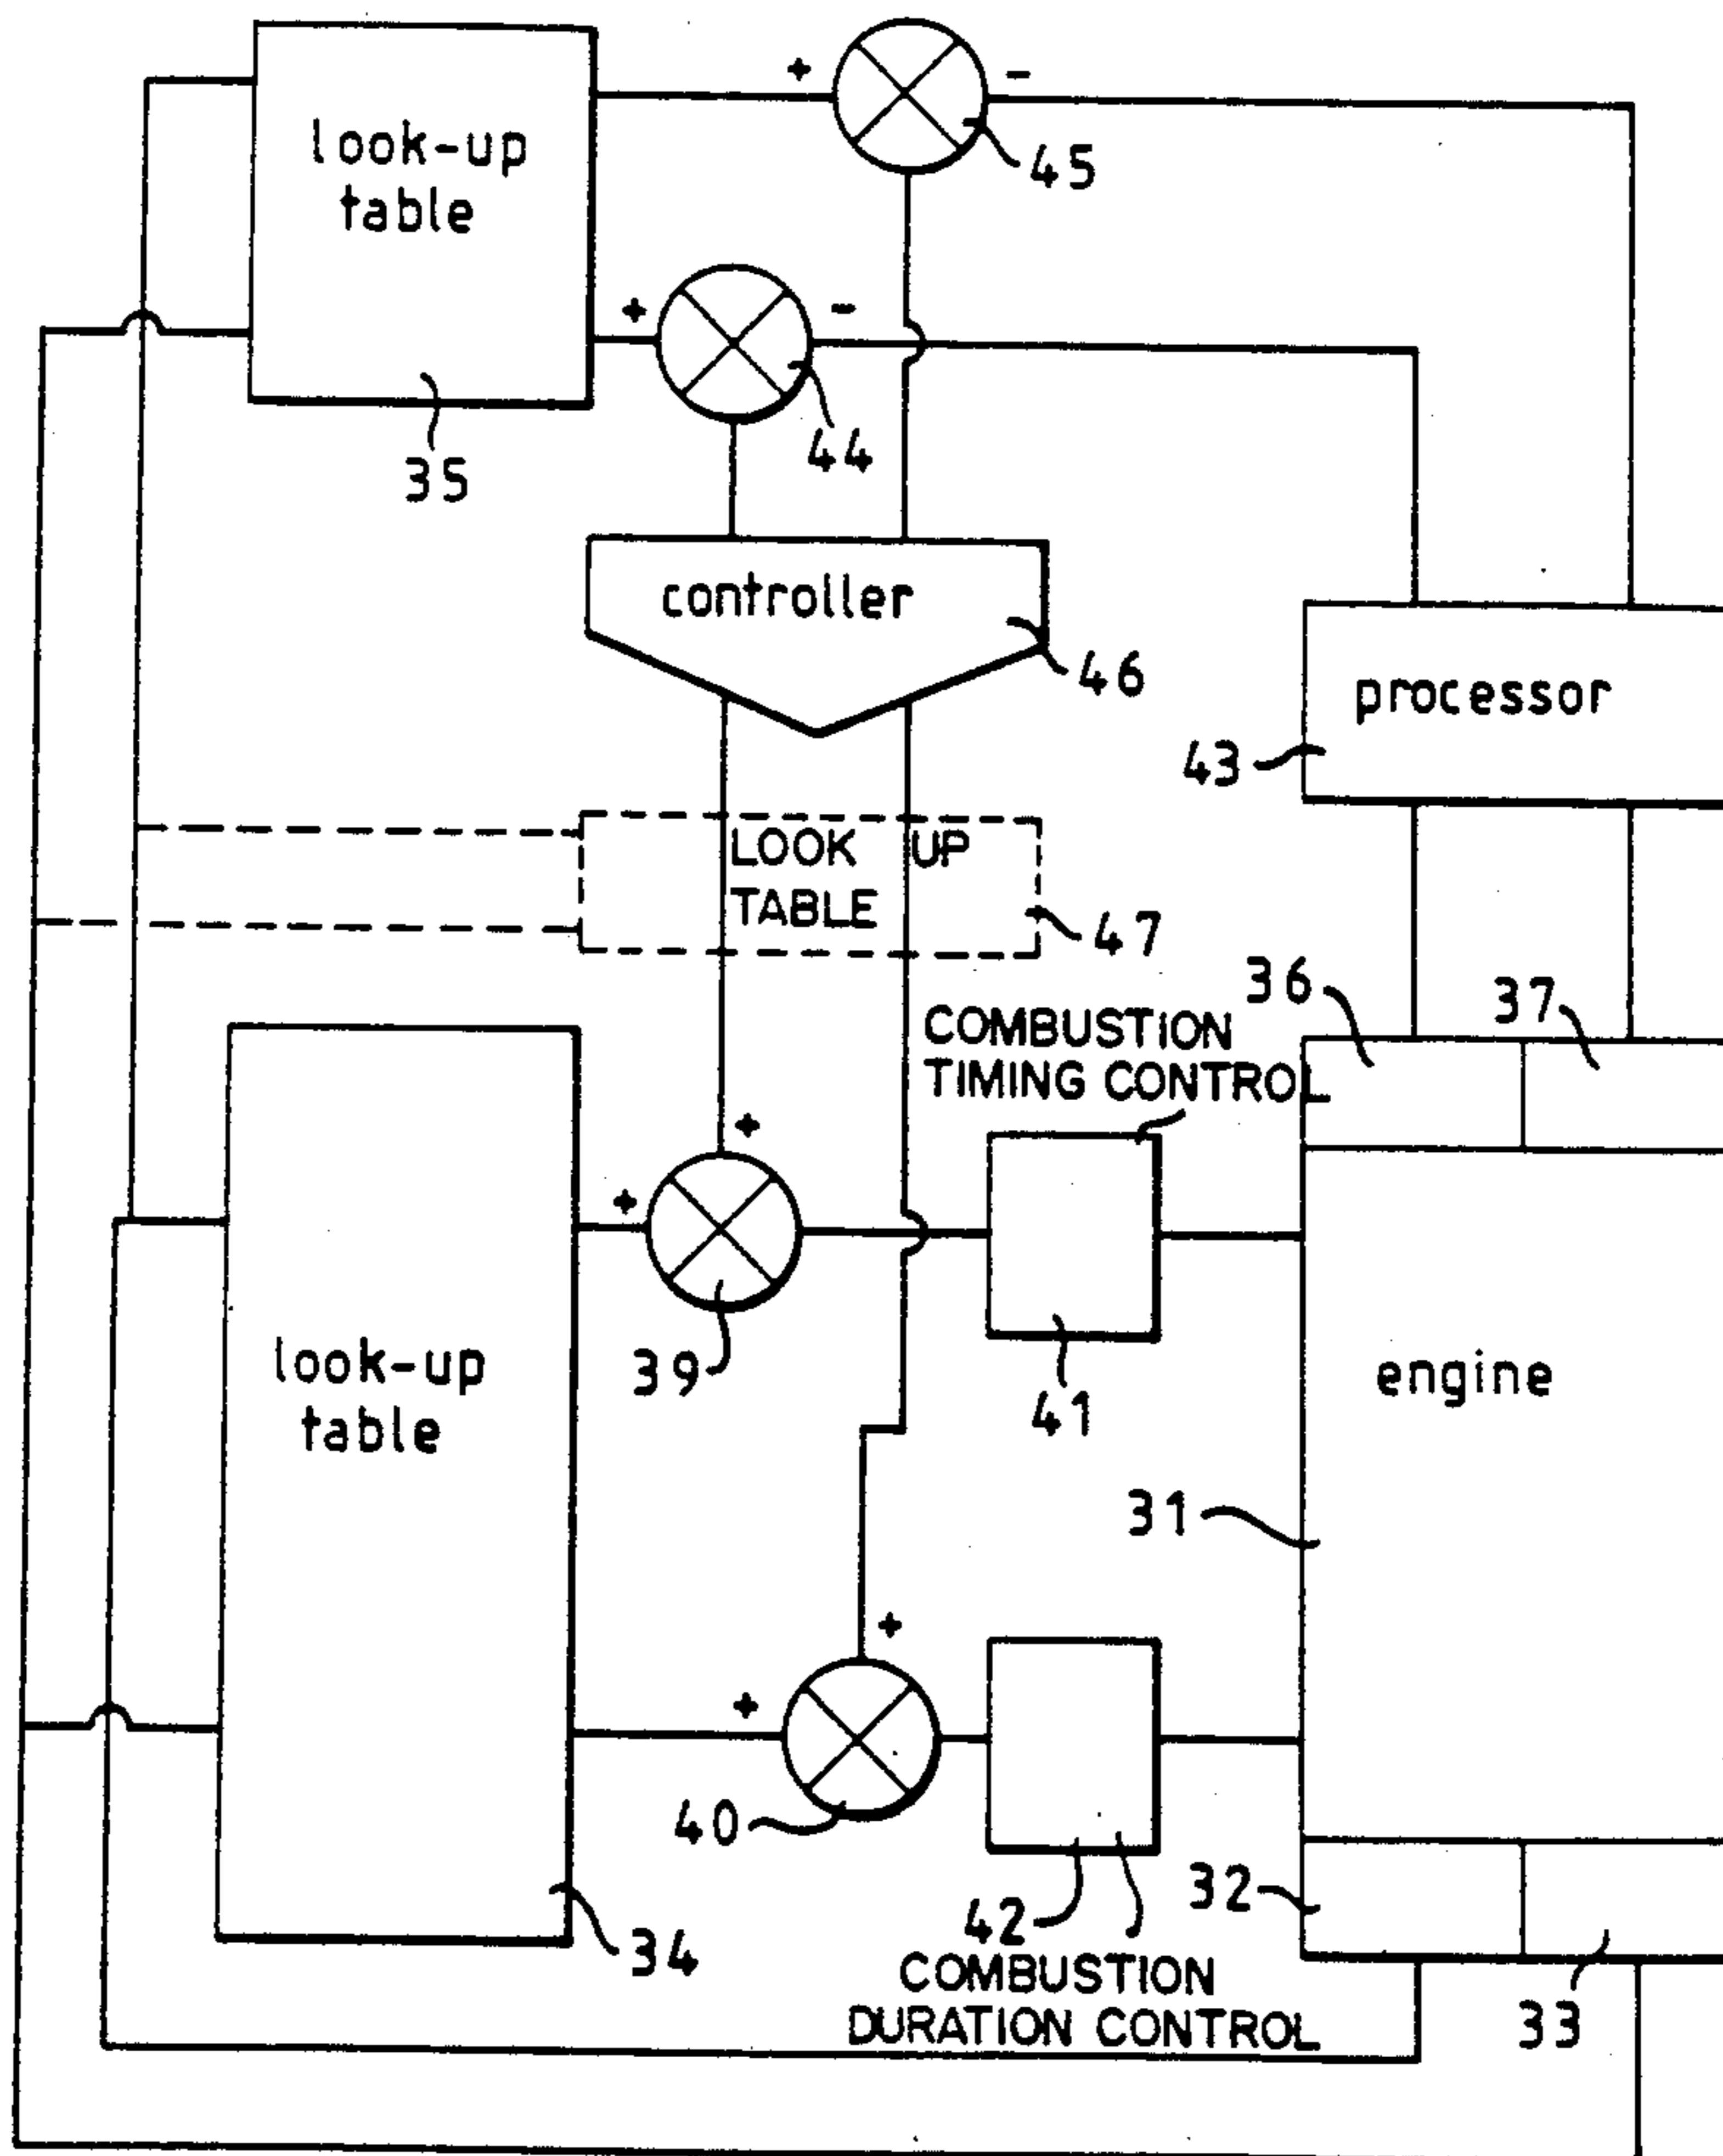 look-up
table
+
-
45
+
-
44
35
controller
46
processor
43
LOOK UP
TABLE
47
36
37
COMBUSTION
TIMING CONTROL
+
+
39
41
look-up
table
engine
31
+
+
40
42
32
34
COMBUSTION
DURATION CONTROL
33